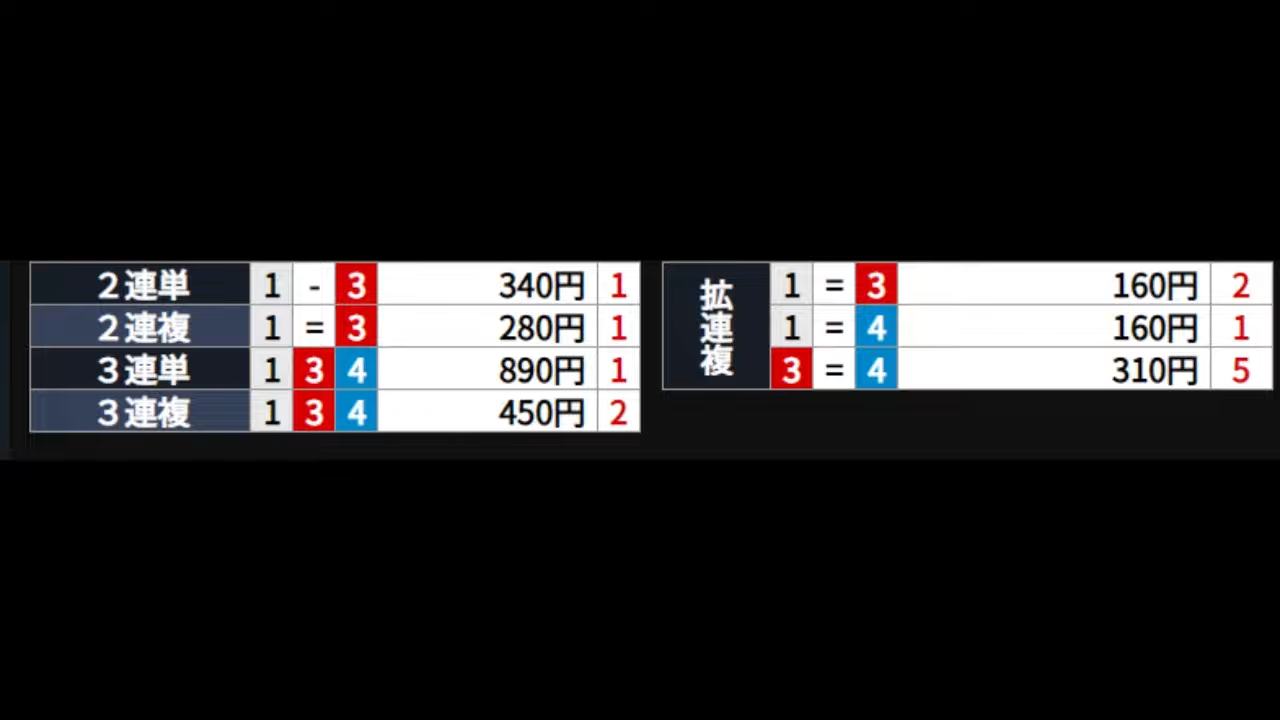 ２連単 1 - 3 340円 1
２連複 1 = 3 280円 1
３連単 1 3 4 890円 1
３連複 1 3 4 450円 2
拡連複
1 = 3 160円 2
1 = 4 160円 1
3 = 4 310円 5